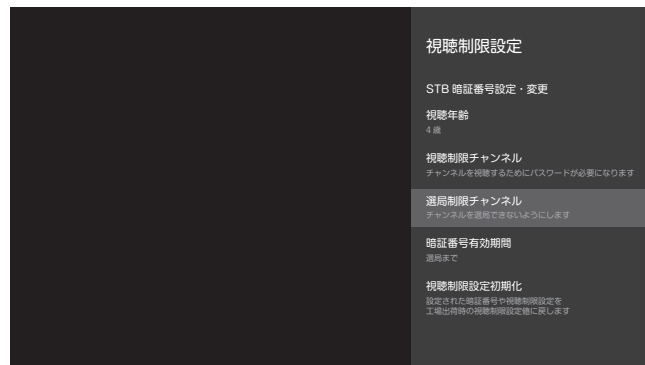 視聴制限設定
STB 暗証番号設定・変更
視聴年齢
4 歳
視聴制限チャンネル
チャンネルを視聴するためにパスワードが必要になります
選局制限チャンネル
チャンネルを選局できないようにします
暗証番号有効期間
選局まで
視聴制限設定初期化
設定された暗証番号や視聴制限設定を
工場出荷時の視聴制限設定値に戻します